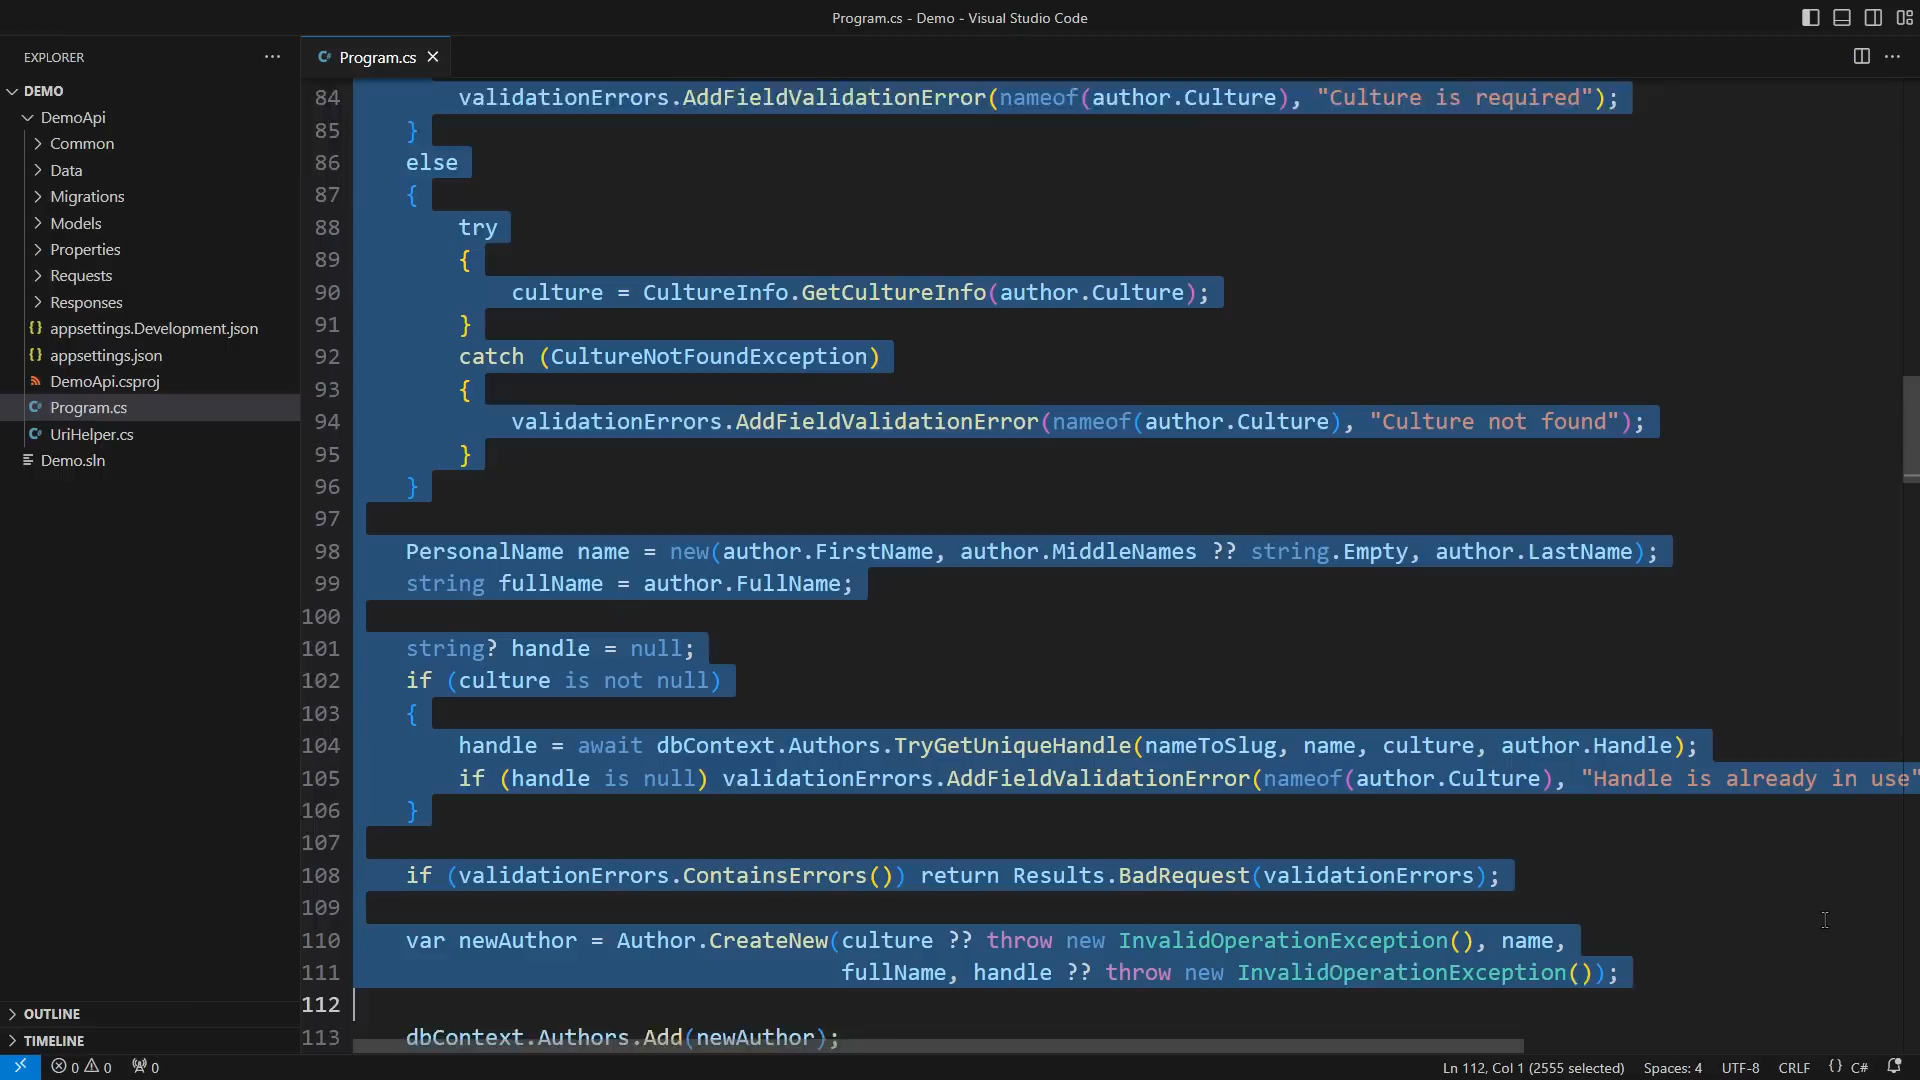 Program.cs - Demo - Visual Studio Code
EXPLORER
DEMO
DemoApi
Common
Data
Migrations
Models
Properties
Requests
Responses
{} appsettings.Development.json
{} appsettings.json
DemoApi.csproj
C# Program.cs
C# UriHelper.cs
Demo.sln
OUTLINE
TIMELINE
C# Program.cs
84 validationErrors.AddFieldValidationError(nameof(author.Culture), "Culture is required");
85 }
86 else
87 {
88 try
89 {
90 culture = CultureInfo.GetCultureInfo(author.Culture);
91 }
92 catch (CultureNotFoundException)
93 {
94 validationErrors.AddFieldValidationError(nameof(author.Culture), "Culture not found");
95 }
96 }
97
98 PersonalName name = new(author.FirstName, author.MiddleNames ?? string.Empty, author.LastName);
99 string fullName = author.FullName;
100
101 string? handle = null;
102 if (culture is not null)
103 {
104 handle = await dbContext.Authors.TryGetUniqueHandle(nameToSlug, name, culture, author.Handle);
105 if (handle is null) validationErrors.AddFieldValidationError(nameof(author.Culture), "Handle is already in use"
106 }
107
108 if (validationErrors.ContainsErrors()) return Results.BadRequest(validationErrors);
109
110 var newAuthor = Author.CreateNew(culture ?? throw new InvalidOperationException(), name,
111 fullName, handle ?? throw new InvalidOperationException());
112
113 dbContext.Authors.Add(newAuthor);
0 0 0
Ln 112, Col 1 (2555 selected) Spaces: 4 UTF-8 CRLF {} C#